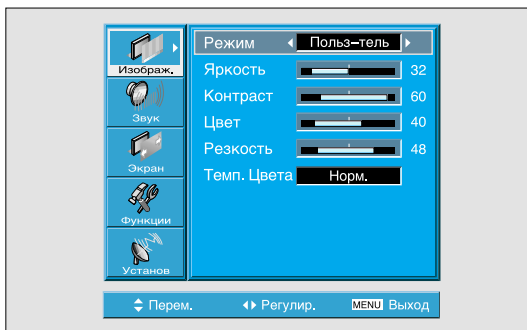 Изображ.
Звук
Экран
Функции
Установ
Режим Польз–тель
Яркость 32
Контраст 60
Цвет 40
Резкость 48
Темп. Цвета Норм.
Перем. Регулир. MENU Выход